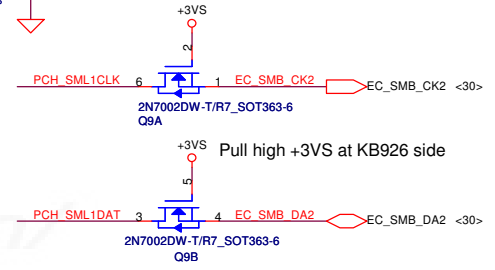 +3VS
2
PCH_SML1CLK 6 1 EC_SMB_CK2 EC_SMB_CK2 <30>
2N7002DW-T/R7_SOT363-6
Q9A
+3VS
Pull high +3VS at KB926 side
5
PCH_SML1DAT 3 4 EC_SMB_DA2 EC_SMB_DA2 <30>
2N7002DW-T/R7_SOT363-6
Q9B